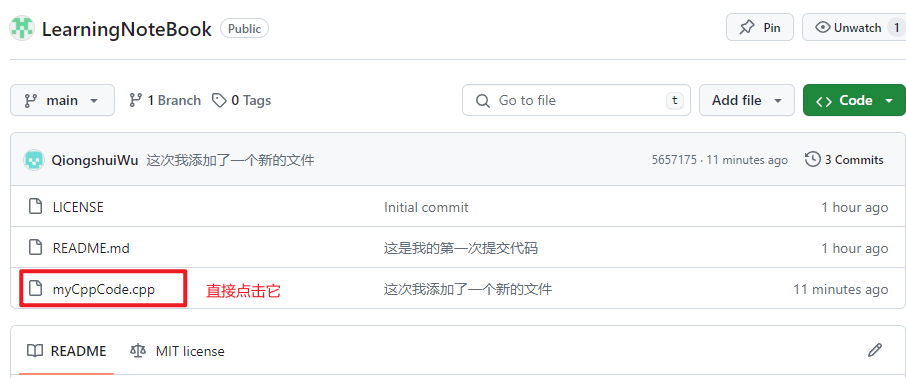 LearningNoteBook Public Pin Unwatch 1
main 1 Branch 0 Tags Go to file t Add file Code
QiongshuiWu 这次我添加了一个新的文件 5657175 · 11 minutes ago 3 Commits
LICENSE Initial commit 1 hour ago
README.md 这是我的第一次提交代码 1 hour ago
myCppCode.cpp 直接点击它 这次我添加了一个新的文件 11 minutes ago
README MIT license